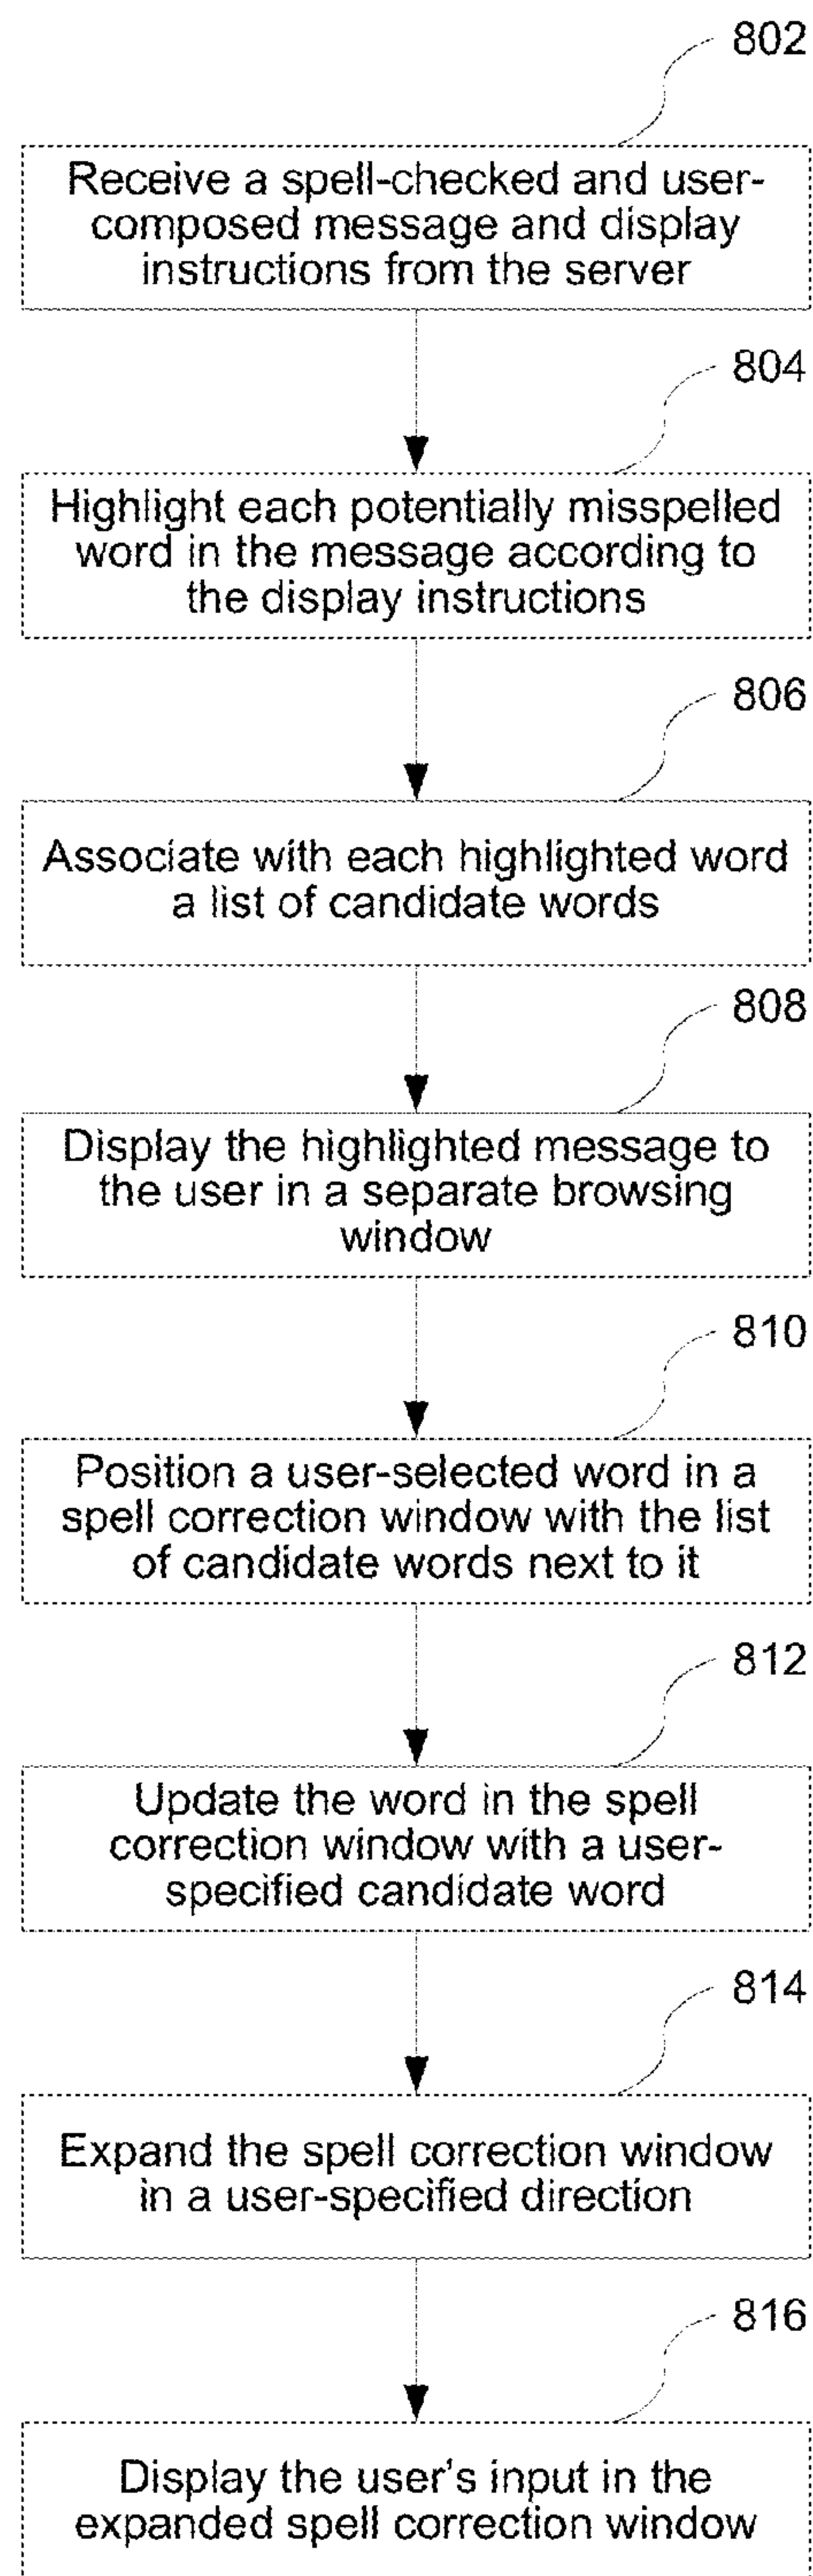 802
Receive a spell-checked and user-
composed message and display
instructions from the server
804
Highlight each potentially misspelled
word in the message according to
the display instructions
806
Associate with each highlighted word
a list of candidate words
808
Display the highlighted message to
the user in a separate browsing
window
810
Position a user-selected word in a
spell correction window with the list
of candidate words next to it
812
Update the word in the spell
correction window with a user-
specified candidate word
814
Expand the spell correction window
in a user-specified direction
816
Display the user's input in the
expanded spell correction window